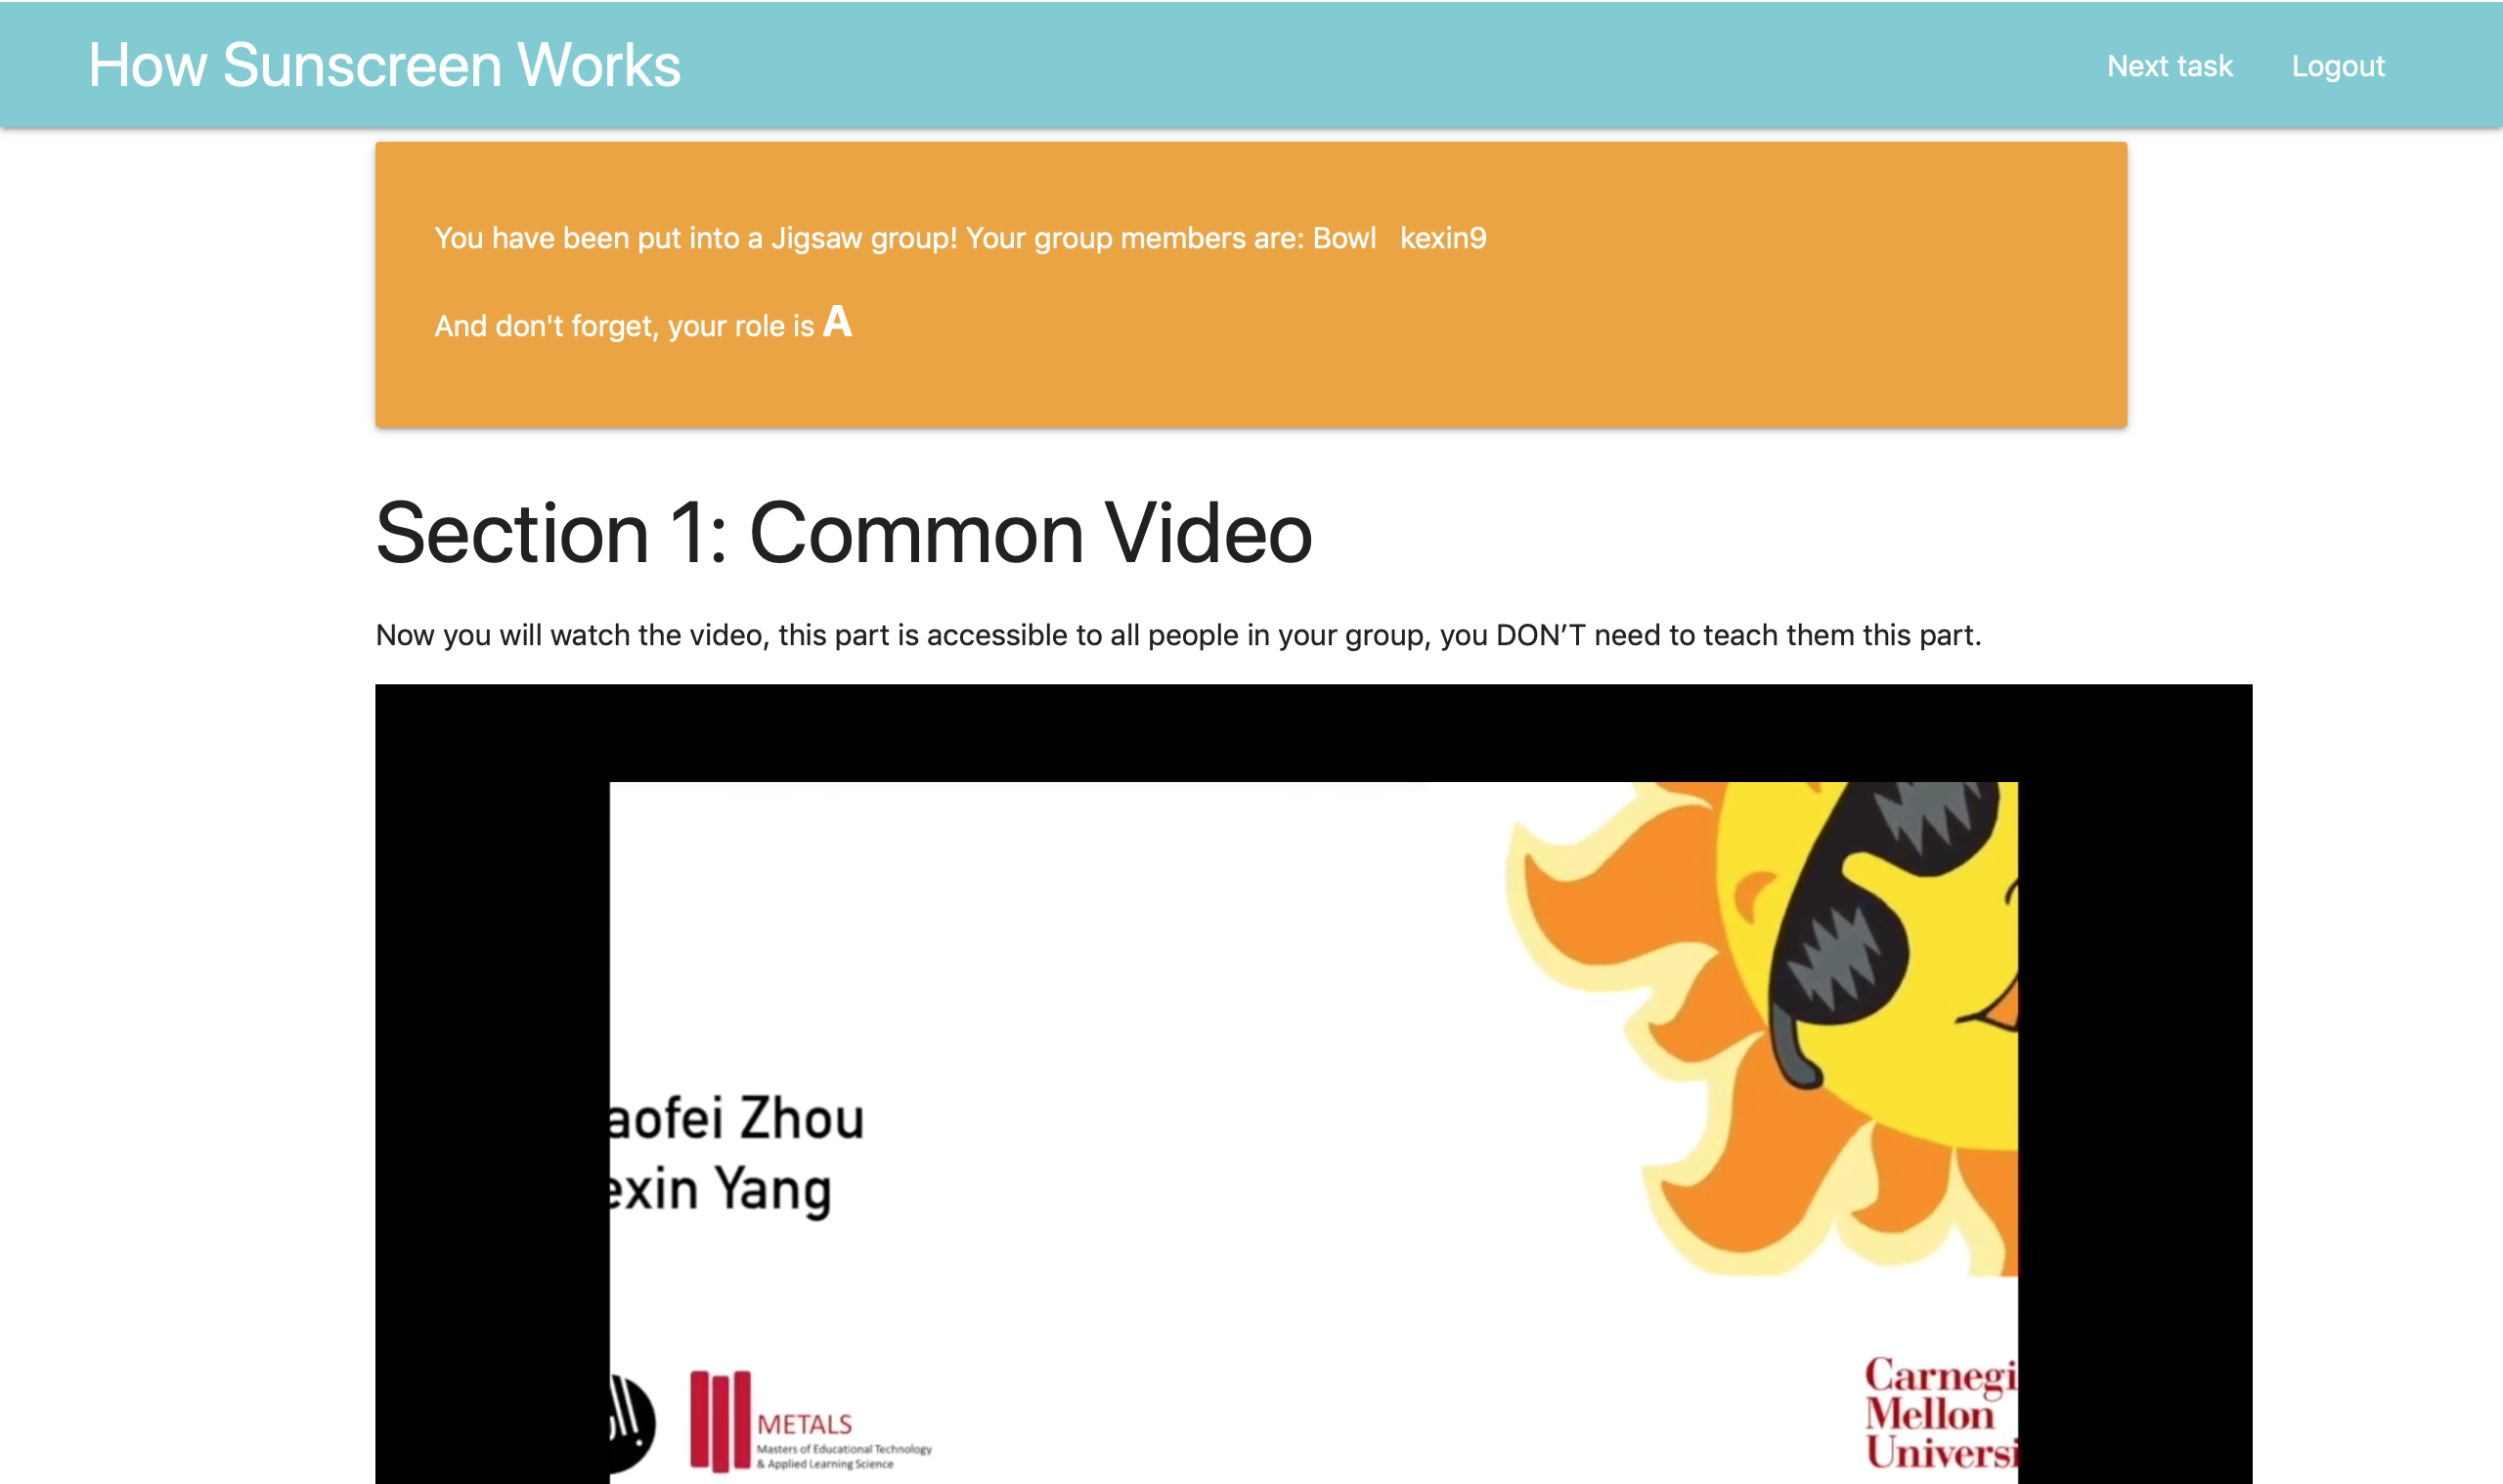 How Sunscreen Works
Next task
Logout
You have been put into a Jigsaw group! Your group members are: Bowl kexin9
And don't forget, your role is A
Section 1: Common Video
Now you will watch the video, this part is accessible to all people in your group, you DON’T need to teach them this part.
aofei Zhou
exin Yang
METALS
Masters of Educational Technology
& Applied Learning Science
Carnegi
Mellon
Universi